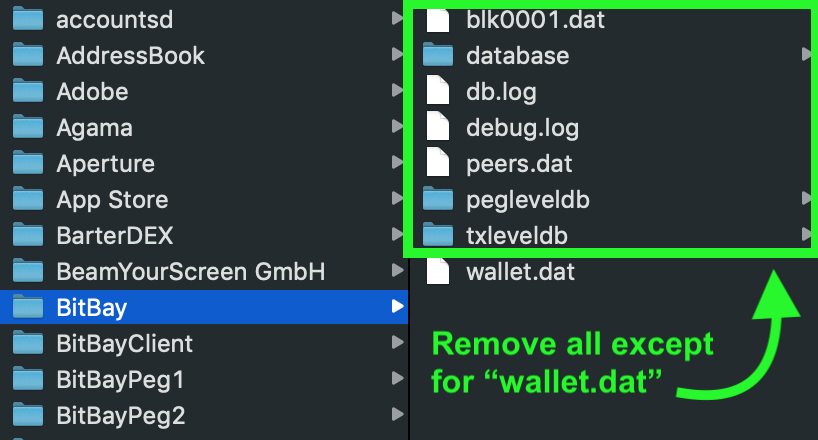 accountsd
AddressBook
Adobe
Agama
Aperture
App Store
BarterDEX
BeamYourScreen GmbH
BitBay
BitBayClient
BitBayPeg1
BitBayPeg2
blk0001.dat
database
db.log
debug.log
peers.dat
pegleveldb
txleveldb
wallet.dat
Remove all except
for “wallet.dat”